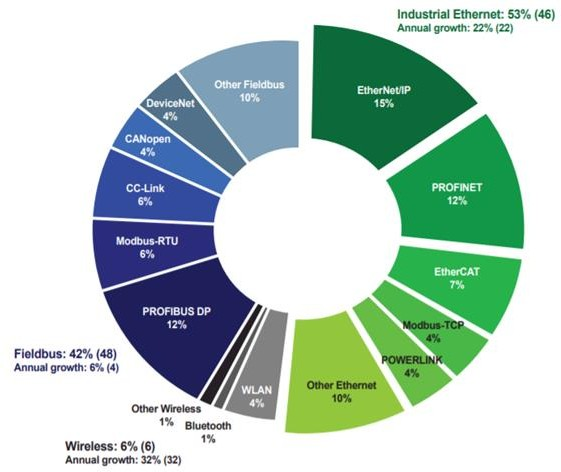 Industrial Ethernet: 53% (46)
Annual growth: 22% (22)
EtherNet/IP
15%
PROFINET
12%
EtherCAT
7%
Modbus-TCP
4%
POWERLINK
4%
Other Ethernet
10%
WLAN
4%
Bluetooth
1%
Other Wireless
1%
Wireless: 6% (6)
Annual growth: 32% (32)
PROFIBUS DP
12%
Fieldbus: 42% (48)
Annual growth: 6% (4)
Modbus-RTU
6%
CC-Link
6%
CANopen
4%
DeviceNet
4%
Other Fieldbus
10%